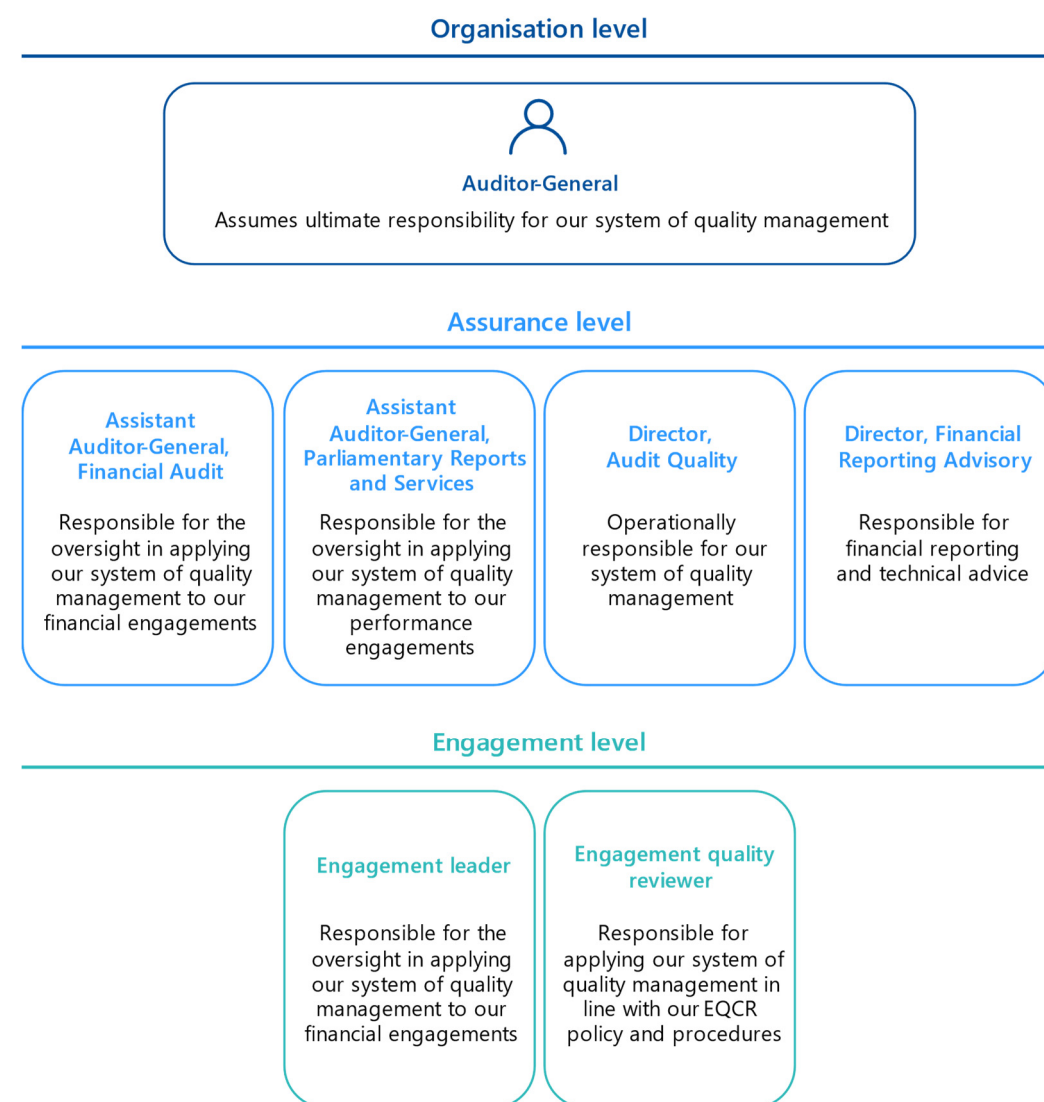 Organisation level
Auditor-General
Assumes ultimate responsibility for our system of quality management
Assurance level
Assistant
Auditor-General,
Financial Audit
Responsible for the
oversight in applying
our system of quality
management to our
financial engagements
Assistant
Auditor-General,
Parliamentary Reports
and Services
Responsible for the
oversight in applying
our system of quality
management to our
performance
engagements
Director,
Audit Quality
Operationally
responsible for our
system of quality
management
Director, Financial
Reporting Advisory
Responsible for
financial reporting
and technical advice
Engagement level
Engagement leader
Responsible for the
oversight in applying
our system of quality
management to our
financial engagements
Engagement quality
reviewer
Responsible for
applying our system of
quality management in
line with our EQCR
policy and procedures